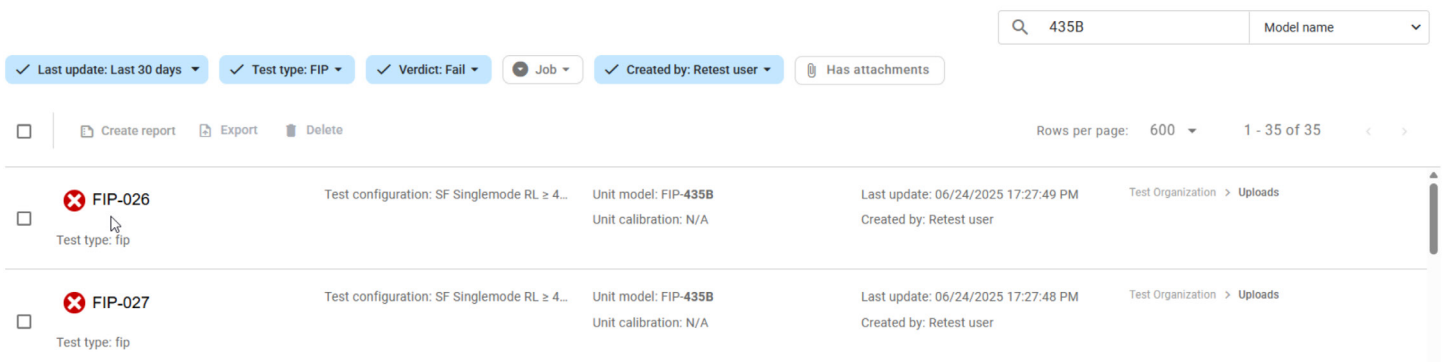 435B Model name
Last update: Last 30 days Test type: FIP Verdict: Fail Job Created by: Retest user Has attachments
Create report Export Delete Rows per page: 600 1 - 35 of 35
FIP-026 Test configuration: SF Singlemode RL ≥ 4... Unit model: FIP-435B Last update: 06/24/2025 17:27:49 PM Test Organization > Uploads
Unit calibration: N/A Created by: Retest user
Test type: fip
FIP-027 Test configuration: SF Singlemode RL ≥ 4... Unit model: FIP-435B Last update: 06/24/2025 17:27:48 PM Test Organization > Uploads
Unit calibration: N/A Created by: Retest user
Test type: fip